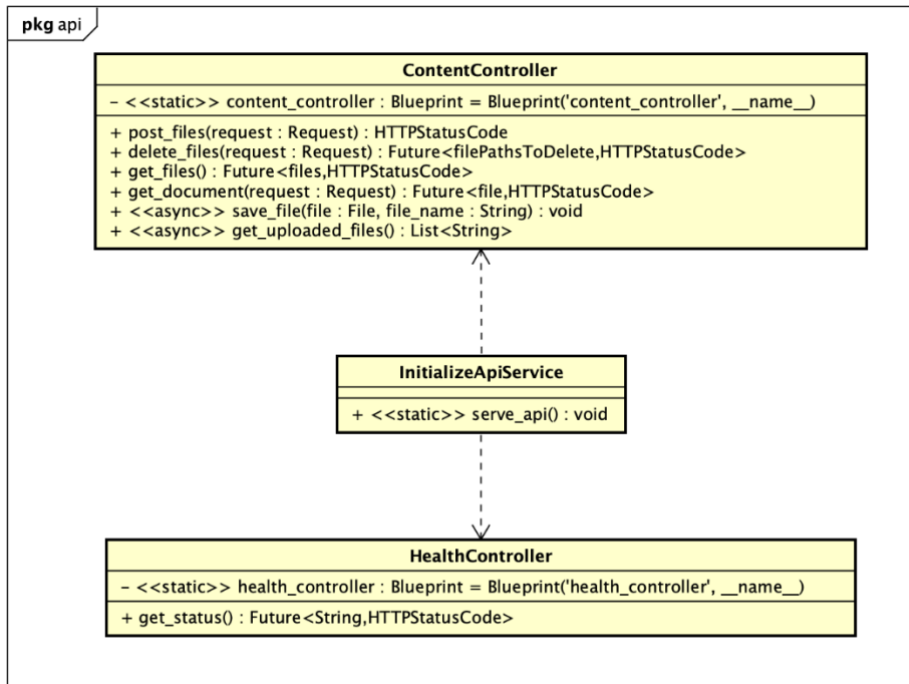 pkg api
ContentController
- <<static>> content_controller : Blueprint = Blueprint('content_controller', __name__)
+ post_files(request : Request) : HTTPStatusCode
+ delete_files(request : Request) : Future<filePathsToDelete,HTTPStatusCode>
+ get_files() : Future<files,HTTPStatusCode>
+ get_document(request : Request) : Future<file,HTTPStatusCode>
+ <<async>> save_file(file : File, file_name : String) : void
+ <<async>> get_uploaded_files() : List<String>
InitializeApiService
+ <<static>> serve_api() : void
HealthController
- <<static>> health_controller : Blueprint = Blueprint('health_controller', __name__)
+ get_status() : Future<String,HTTPStatusCode>